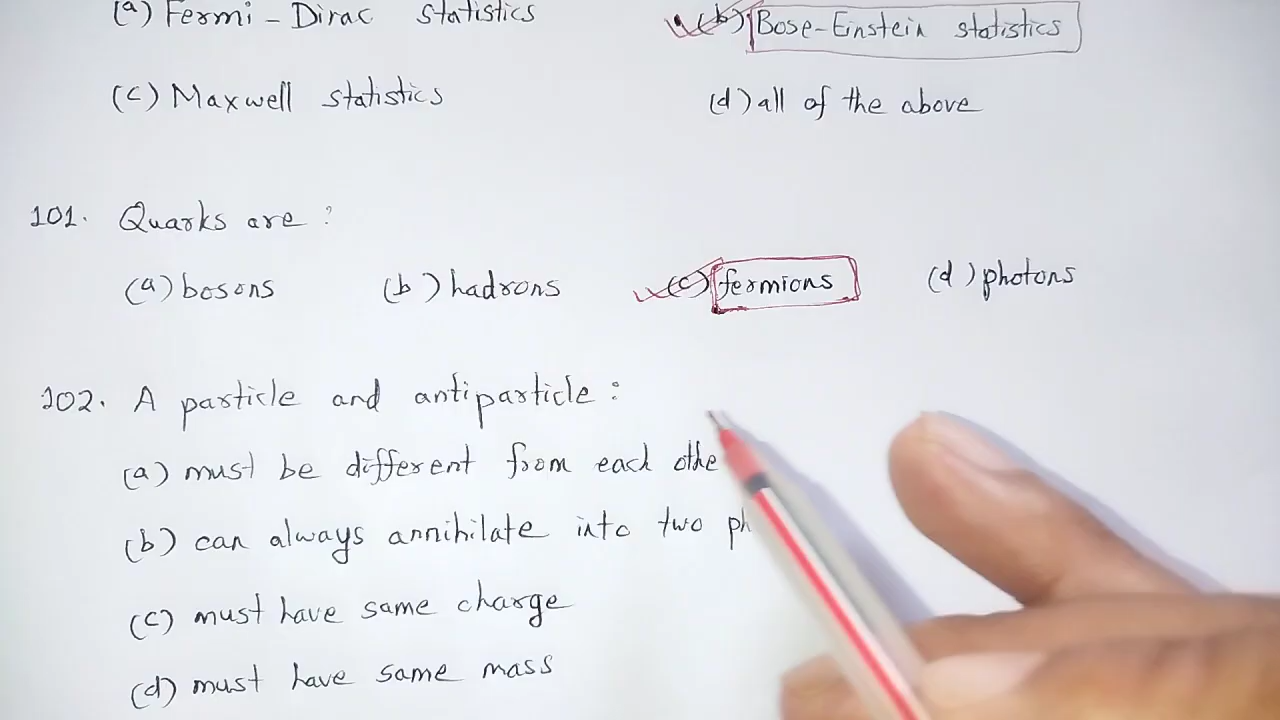 (a) Fermi - Dirac statistics (b) Bose-Einstein statistics
(c) Maxwell statistics (d) all of the above
101. Quarks are ?
(a) bosons (b) hadrons (c) fermions (d) photons
102. A particle and antiparticle :
(a) must be different from each othe
(b) can always annihilate into two ph
(c) must have same charge
(d) must have same mass